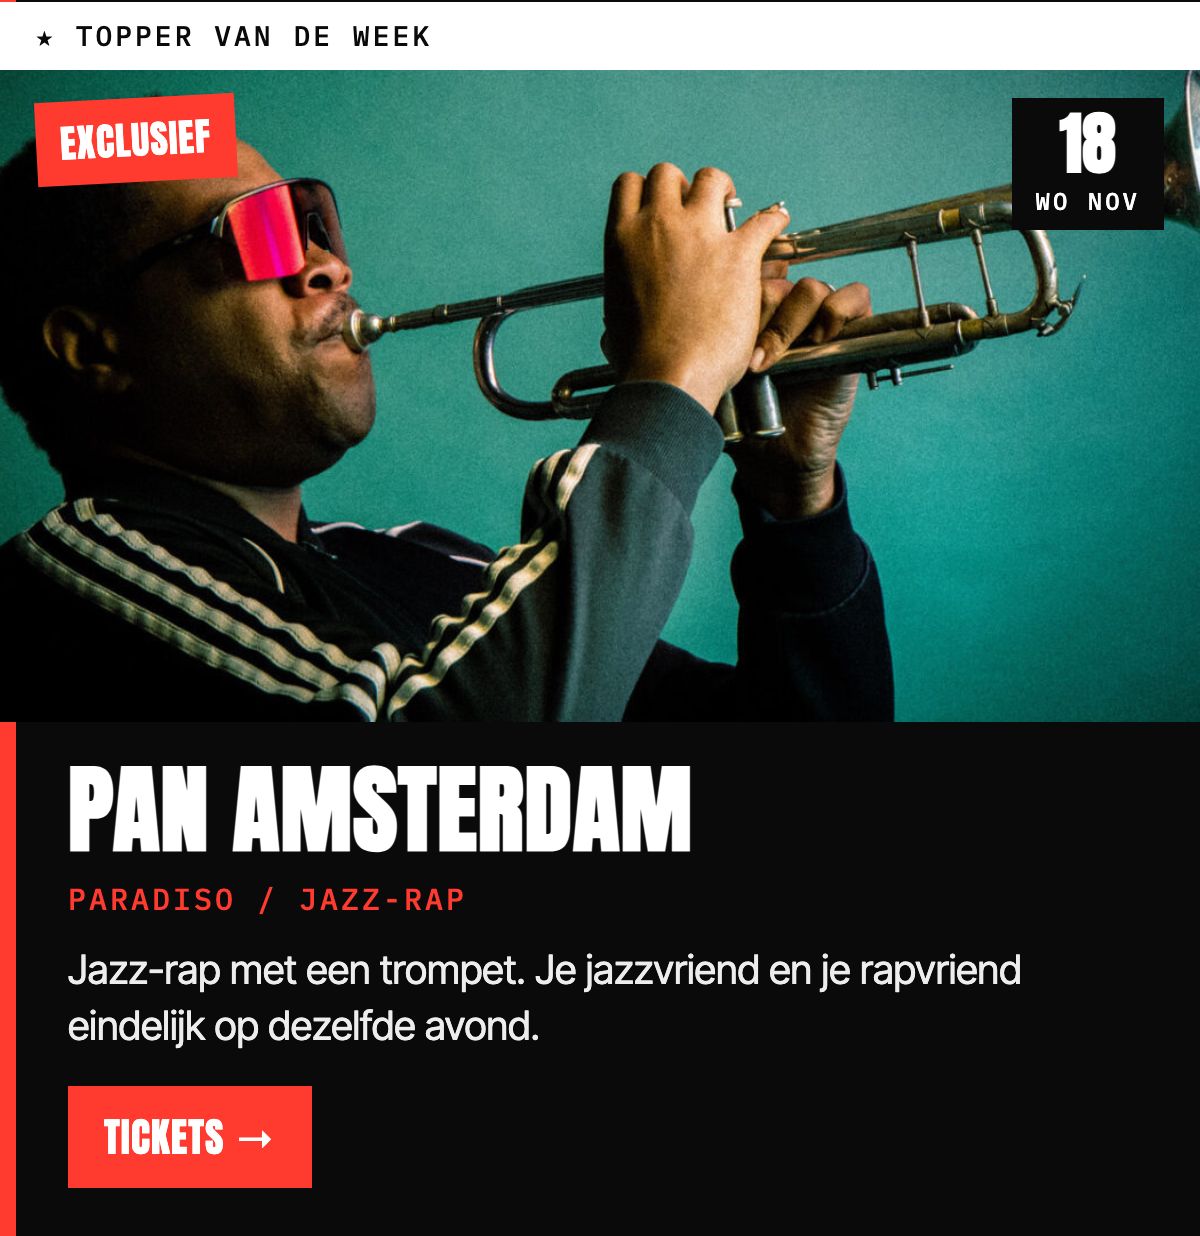 ★ TOPPER VAN DE WEEK
EXCLUSIEF
18
WO NOV
PAN AMSTERDAM
PARADISO / JAZZ-RAP
Jazz-rap met een trompet. Je jazzvriend en je rapvriend
eindelijk op dezelfde avond.
TICKETS →